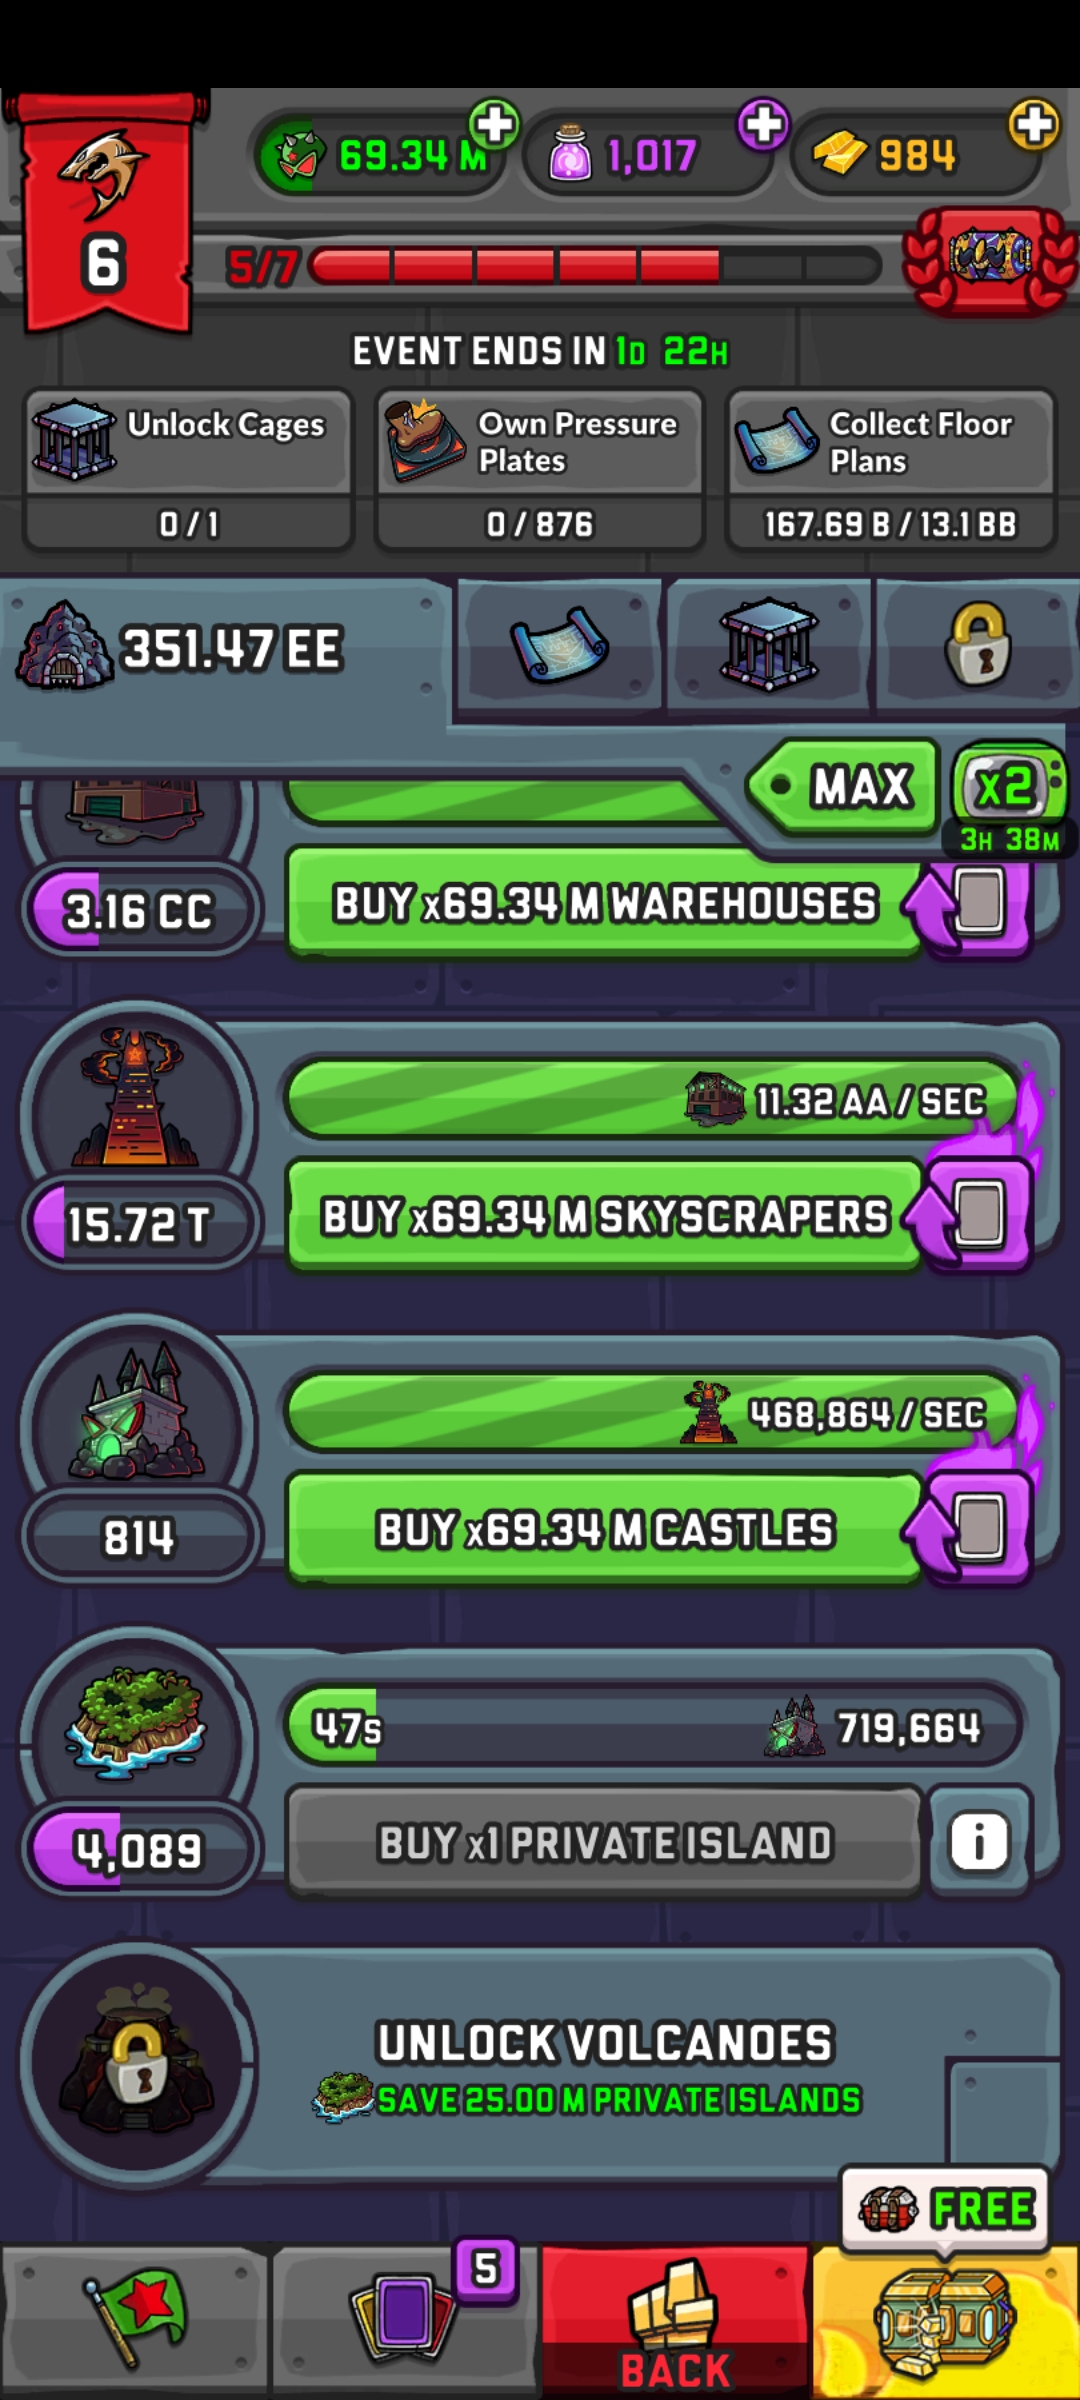 69.34 M
1,017
984
6
5/7
EVENT ENDS IN 1D 22H
Unlock Cages
0 / 1
Own Pressure
Plates
0 / 876
Collect Floor
Plans
167.69 B / 13.1 BB
351.47 EE
MAX
x2
3H 38M
3.16 CC
BUY x69.34 M WAREHOUSES
11.32 AA / SEC
15.72 T
BUY x69.34 M SKYSCRAPERS
468,864 / SEC
814
BUY x69.34 M CASTLES
47s
719,664
4,089
BUY x1 PRIVATE ISLAND
i
UNLOCK VOLCANOES
SAVE 25.00 M PRIVATE ISLANDS
FREE
5
BACK